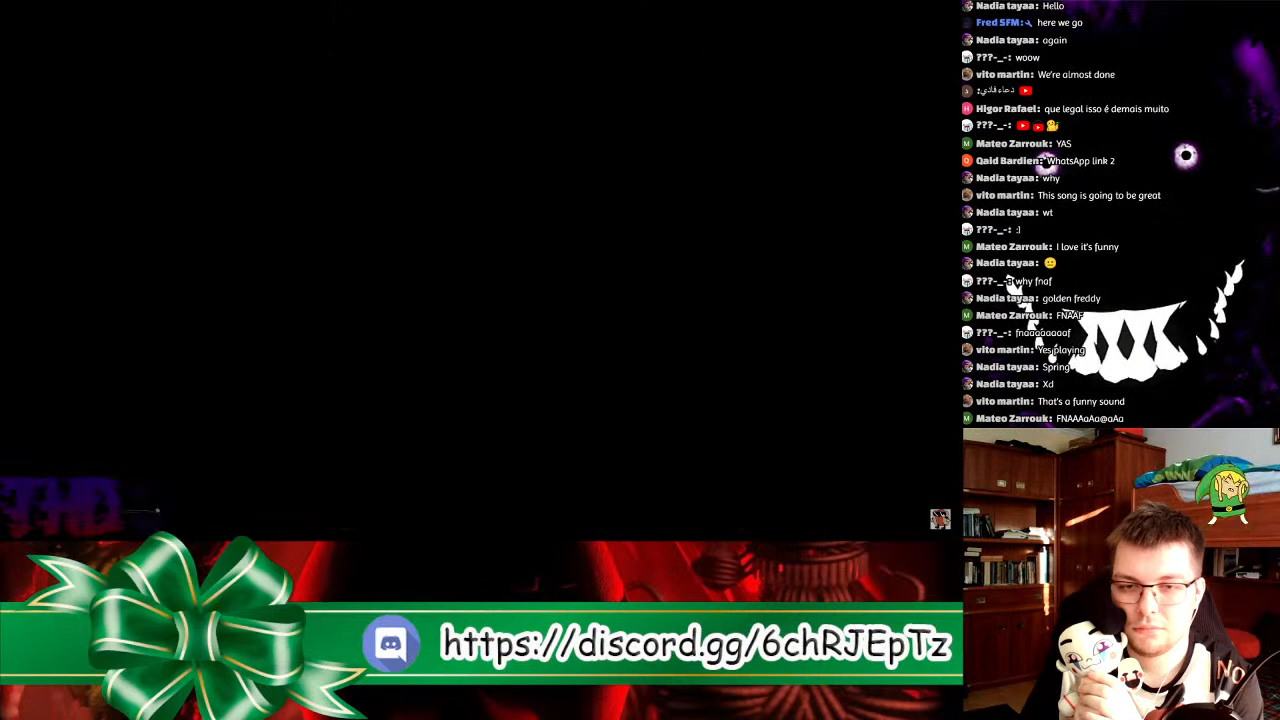 Nadia tayaa: Hello
Fred SFM: here we go
Nadia tayaa: again
???-_-: woow
vito martin: We're almost done
دعاء فادي:
Higor Rafael: que legal isso é demais muito
???-_-:
Mateo Zarrouk: YAS
Qaid Bardien: WhatsApp link 2
Nadia tayaa: why
vito martin: This song is going to be great
Nadia tayaa: wt
???-_-: :l
Mateo Zarrouk: I love it's funny
Nadia tayaa:
???-_-: why fnaf
Nadia tayaa: golden freddy
Mateo Zarrouk: FNAAF
???-_-: fnaaáaaaaaf
vito martin: Yes playing
Nadia tayaa: Spring
Nadia tayaa: Xd
vito martin: That's a funny sound
Mateo Zarrouk: FNAAAaAa@aAa
https://discord.gg/6chRJEpTz
NO